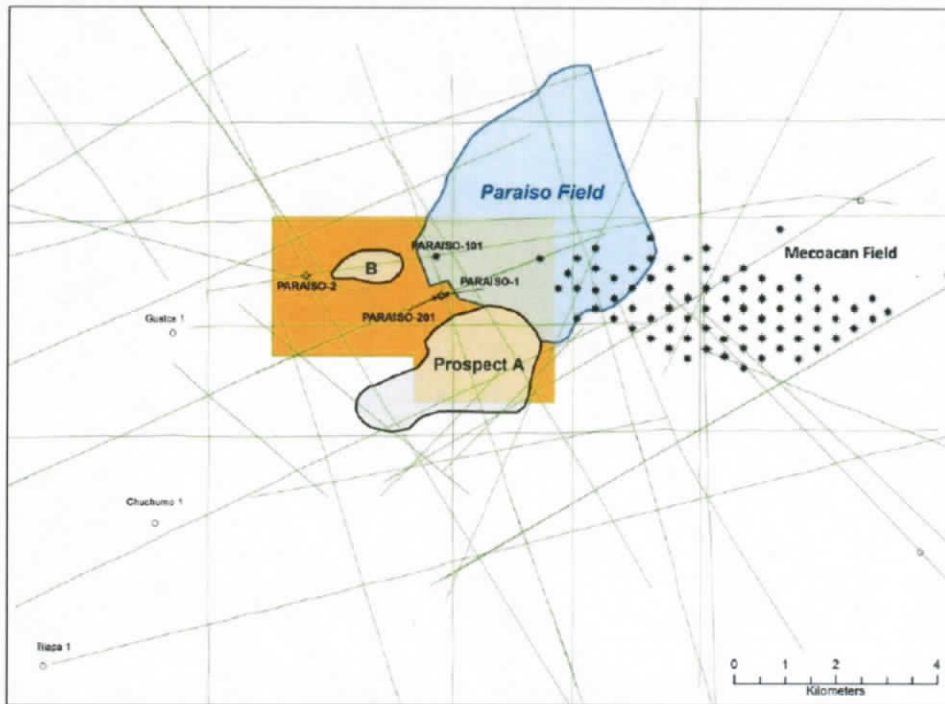 Paraiso Field
PARAISO-101
Mecoacan Field
B
PARAISO-2
PARAISO-1
PARAISO-201
Prospect A
Chuchumo 1
0 1 2 4
Kilometers